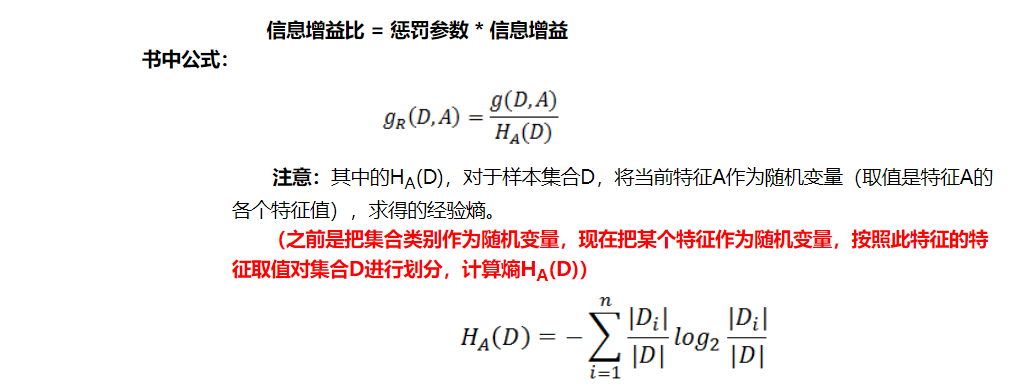 信息增益比 = 惩罚参数 * 信息增益
书中公式：
g_R(D,A) = g(D,A) / H_A(D)
注意：其中的H_A(D)，对于样本集合D，将当前特征A作为随机变量（取值是特征A的
各个特征值），求得的经验熵。
（之前是把集合类别作为随机变量，现在把某个特征作为随机变量，按照此特征的特
征取值对集合D进行划分，计算熵H_A(D)）
H_A(D) = −∑_{i=1}^{n} |D_i|/|D| log_2 |D_i|/|D|